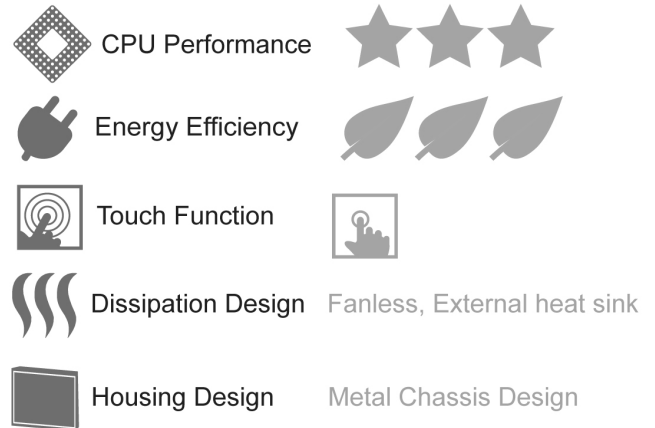 CPU Performance
Energy Efficiency
Touch Function
Dissipation Design Fanless, External heat sink
Housing Design Metal Chassis Design